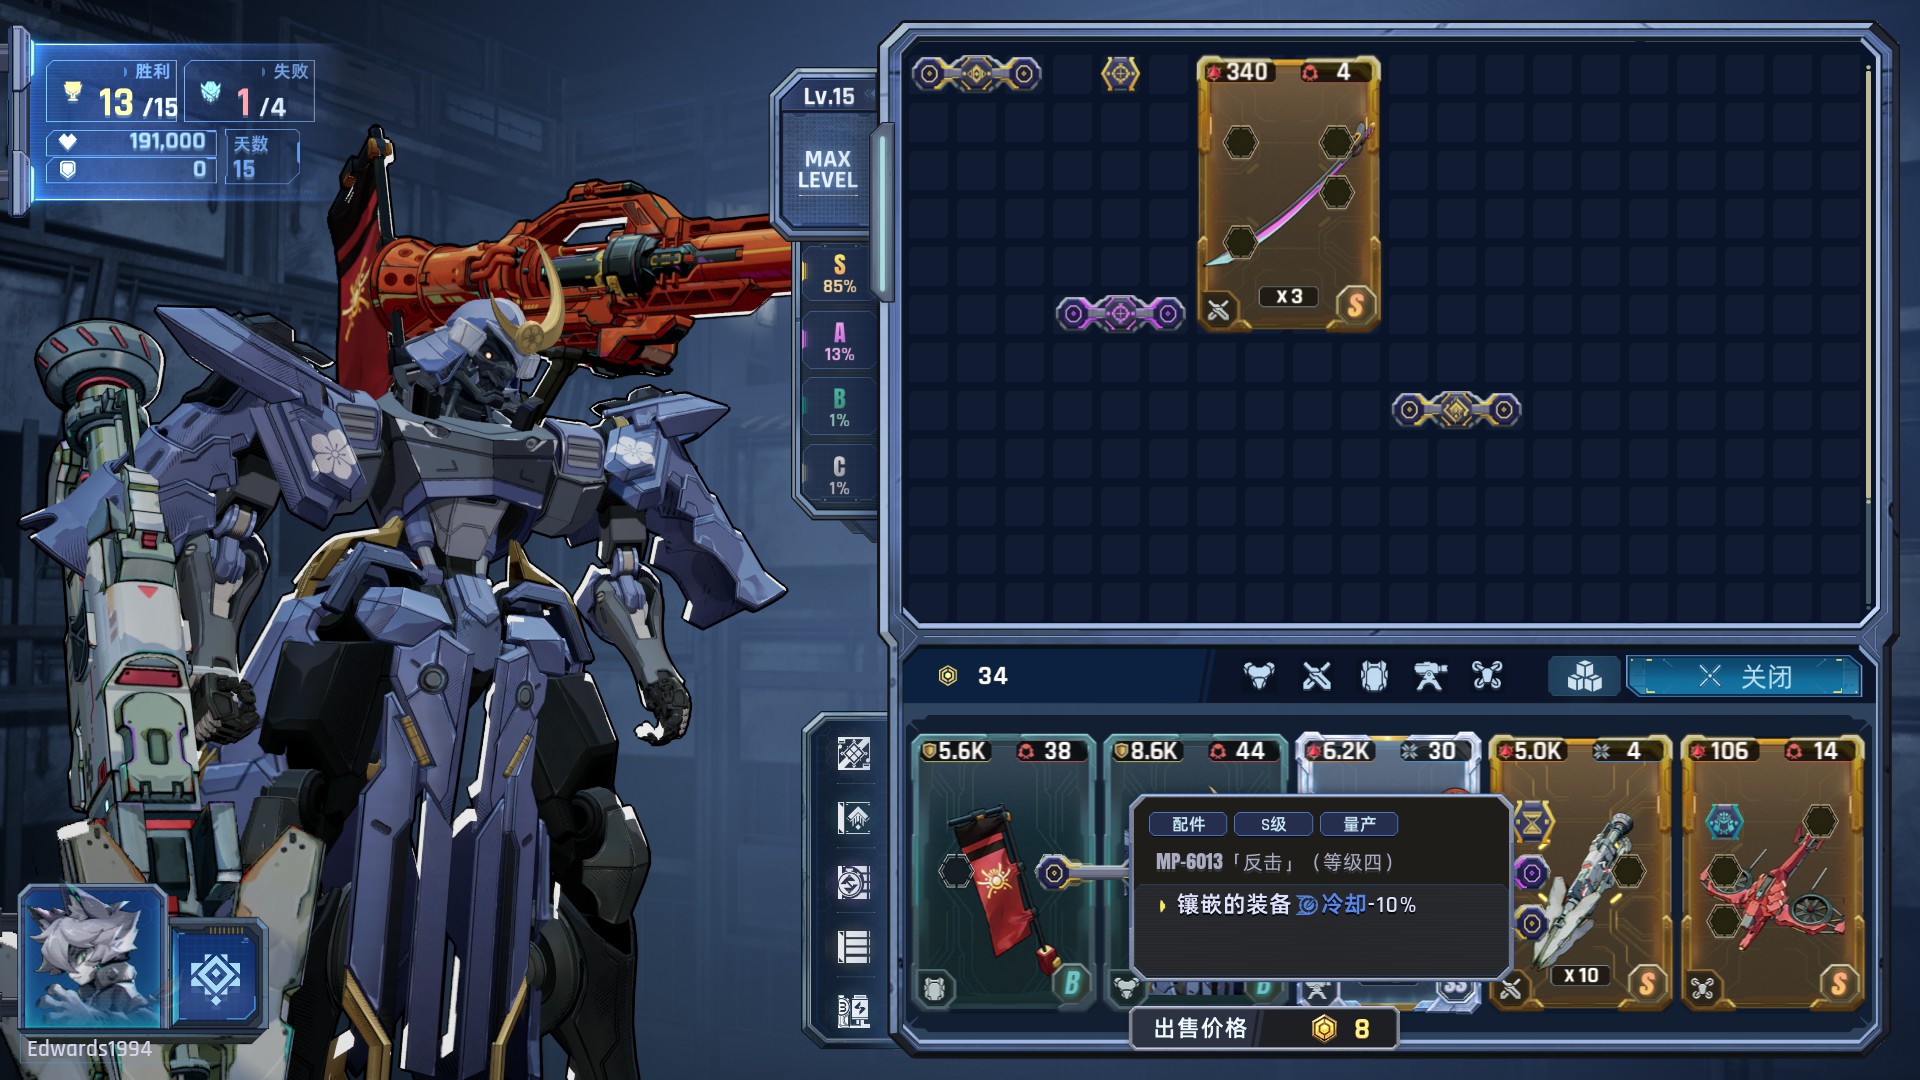 胜利
13 /15
失败
1 /4
191,000
0
天数
15
Lv.15
MAX
LEVEL
S
85%
A
13%
B
1%
C
1%
340
4
x3
S
34
关闭
5.6K
38
B
8.6K
44
6.2K
30
SS
5.0K
4
x10
S
106
14
S
配件
S级
量产
MP-6013「反击」（等级四）
镶嵌的装备冷却-10%
出售价格
8
Edwards1994